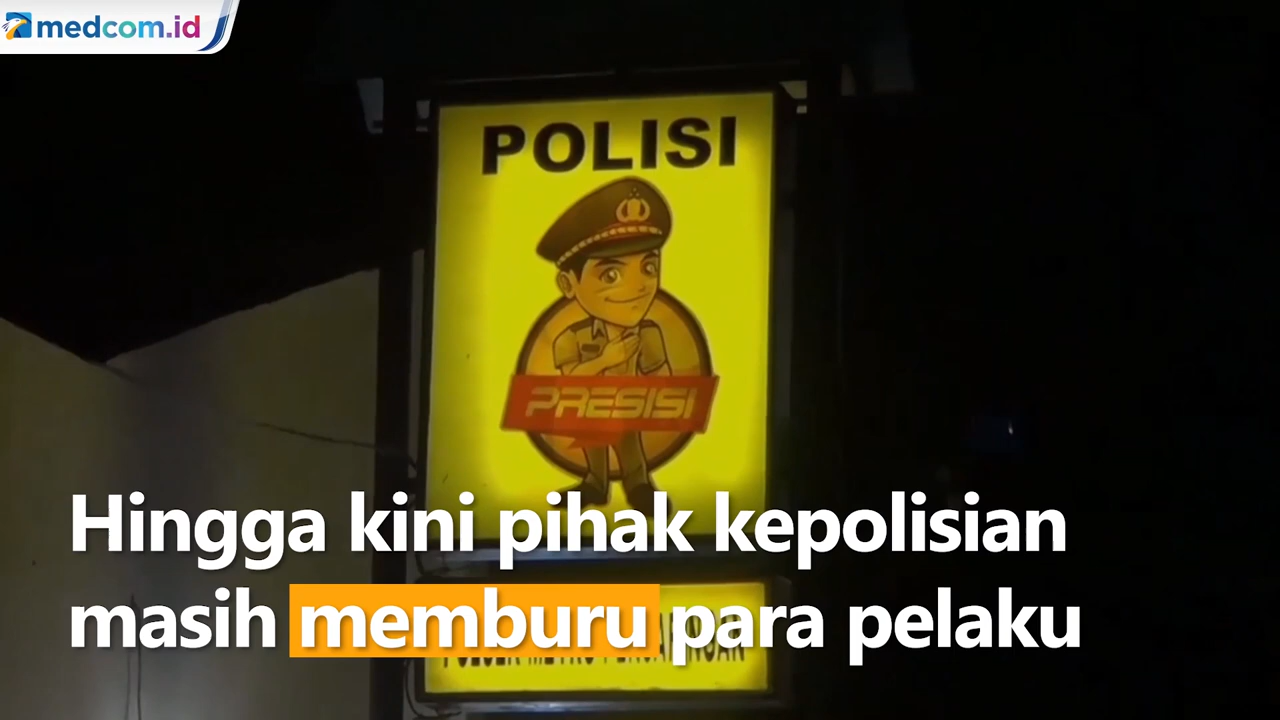 medcom.id
POLISI
PRESISI
Hingga kini pihak kepolisian
masih memburu para pelaku